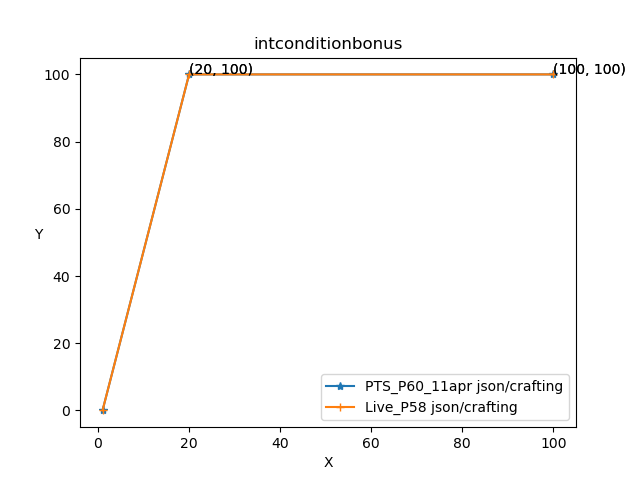 intconditionbonus
100
80
60
40
20
0
Y
(20, 100)
(100, 100)
PTS_P60_11apr json/crafting
Live_P58 json/crafting
0
20
40
60
80
100
X